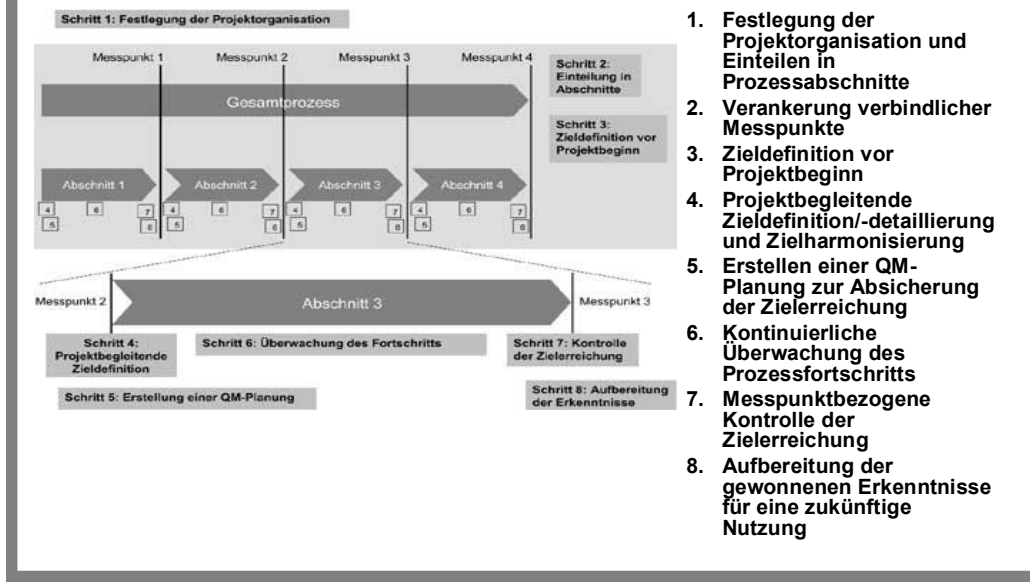 Schritt 1: Festlegung der Projektorganisation
Messpunkt 1
Messpunkt 2
Messpunkt 3
Messpunkt 4
Schritt 2:
Einteilung in
Abschnitte
Gesamtprozess
Schritt 3:
Zieldefinition vor
Projektbeginn
Abschnitt 1
Abschnitt 2
Abschnitt 3
Abschnitt 4
4 6 7 4 6 7 4 6 7 4 6 7
5 8 5 8 5 8 5 8
Messpunkt 2
Abschnitt 3
Messpunkt 3
Schritt 4:
Projektbegleitende
Zieldefinition
Schritt 6: Überwachung des Fortschritts
Schritt 7: Kontrolle
der Zielerreichung
Schritt 5: Erstellung einer QM-Planung
Schritt 8: Aufbereitung
der Erkenntnisse
1. Festlegung der
Projektorganisation und
Einteilen in
Prozessabschnitte
2. Verankerung verbindlicher
Messpunkte
3. Zieldefinition vor
Projektbeginn
4. Projektbegleitende
Zieldefinition/-detaillierung
und Zielharmonisierung
5. Erstellen einer QM-
Planung zur Absicherung
der Zielerreichung
6. Kontinuierliche
Überwachung des
Prozessfortschritts
7. Messpunktbezogene
Kontrolle der
Zielerreichung
8. Aufbereitung der
gewonnenen Erkenntnisse
für eine zukünftige
Nutzung